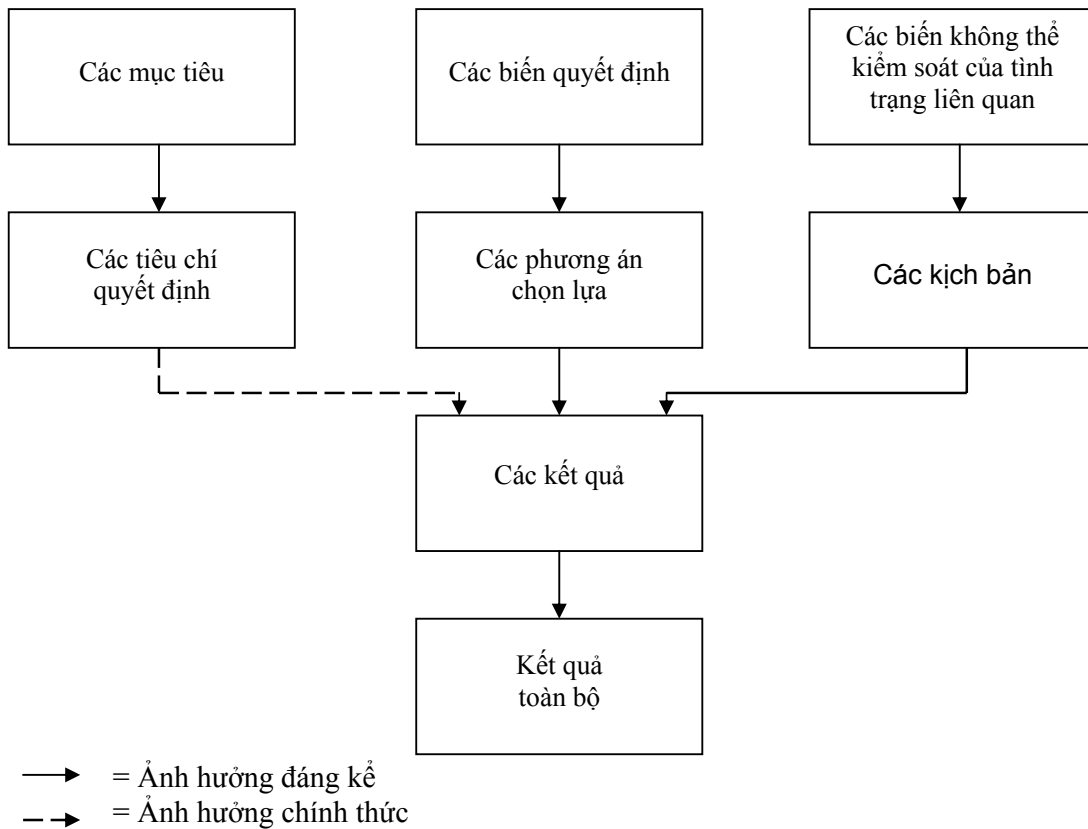 Các mục tiêu
Các biến quyết định
Các biến không thể
kiểm soát của tình
trạng liên quan
Các tiêu chí
quyết định
Các phương án
chọn lựa
Các kịch bản
Các kết quả
Kết quả
toàn bộ
= Ảnh hưởng đáng kể
= Ảnh hưởng chính thức